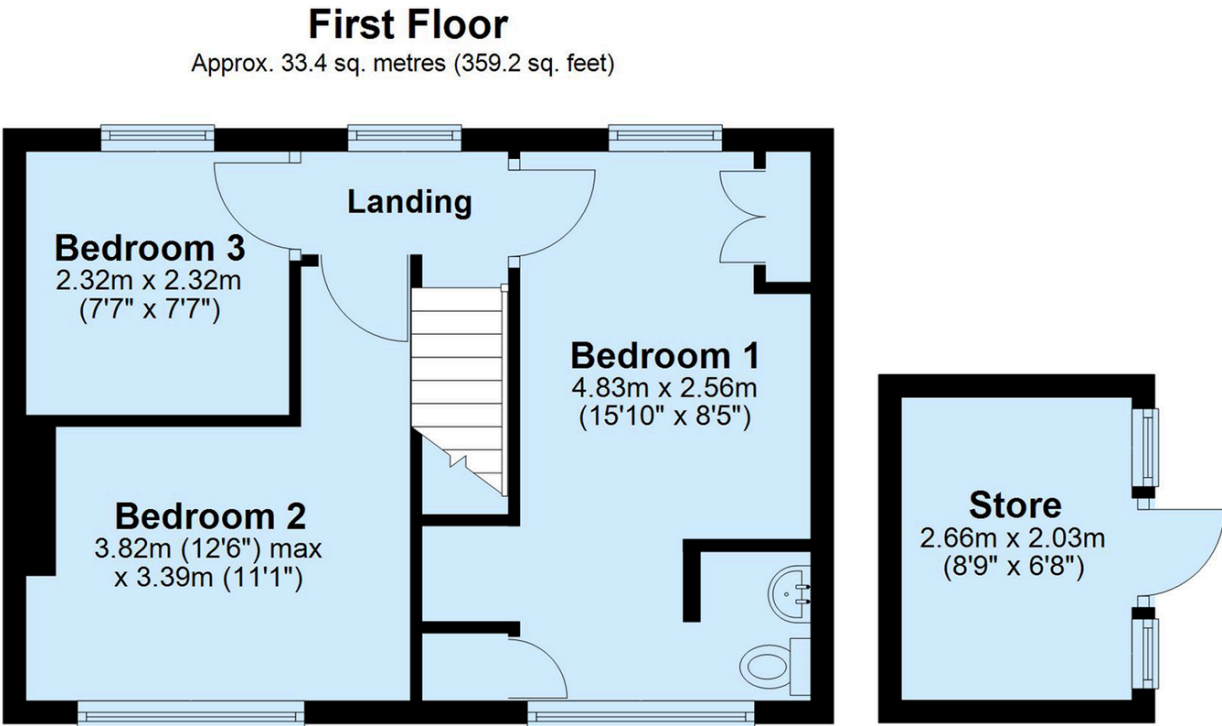 First Floor
Approx. 33.4 sq. metres (359.2 sq. feet)
Landing
Bedroom 3
2.32m x 2.32m
(7'7" x 7'7")
Bedroom 1
4.83m x 2.56m
(15'10" x 8'5")
Bedroom 2
3.82m (12'6") max
x 3.39m (11'1")
Store
2.66m x 2.03m
(8'9" x 6'8")